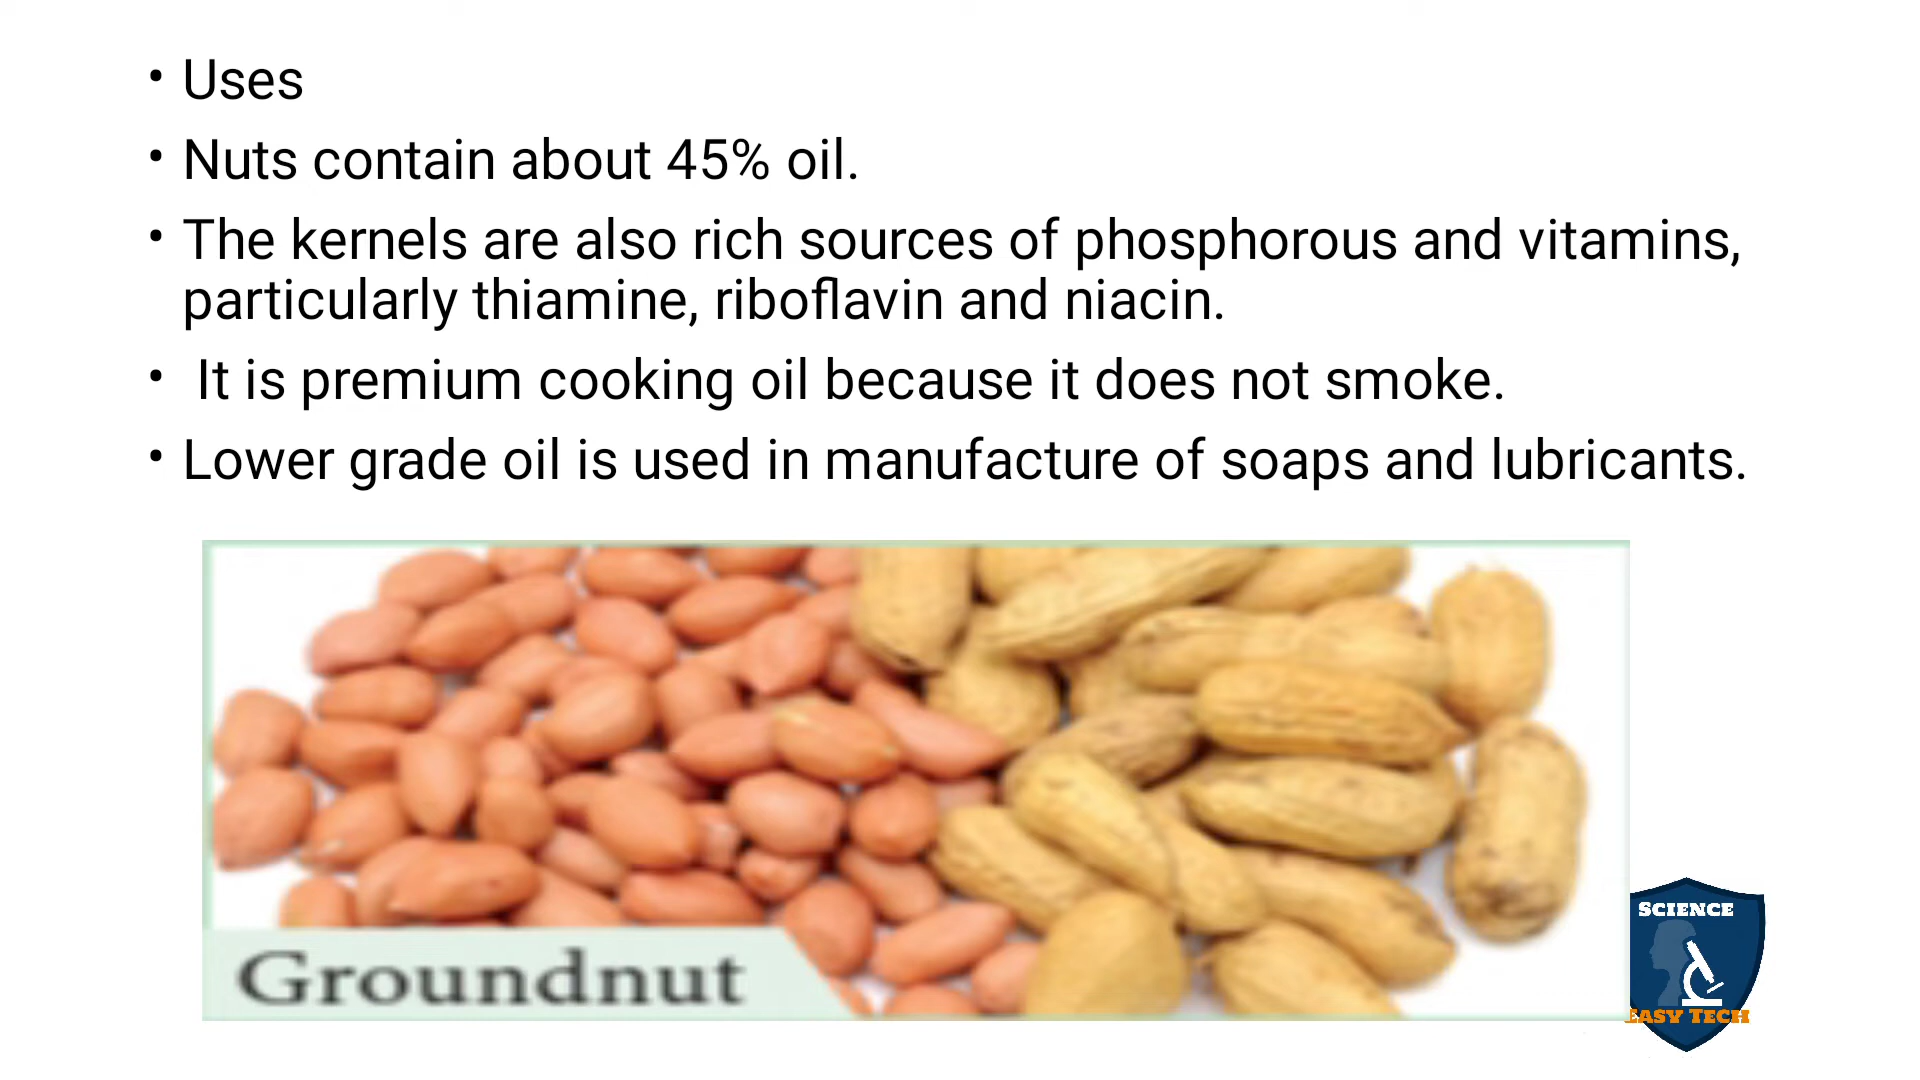 • Uses
• Nuts contain about 45% oil.
• The kernels are also rich sources of phosphorous and vitamins,
particularly thiamine, riboflavin and niacin.
• It is premium cooking oil because it does not smoke.
• Lower grade oil is used in manufacture of soaps and lubricants.
Groundnut
SCIENCE
EASY TECH